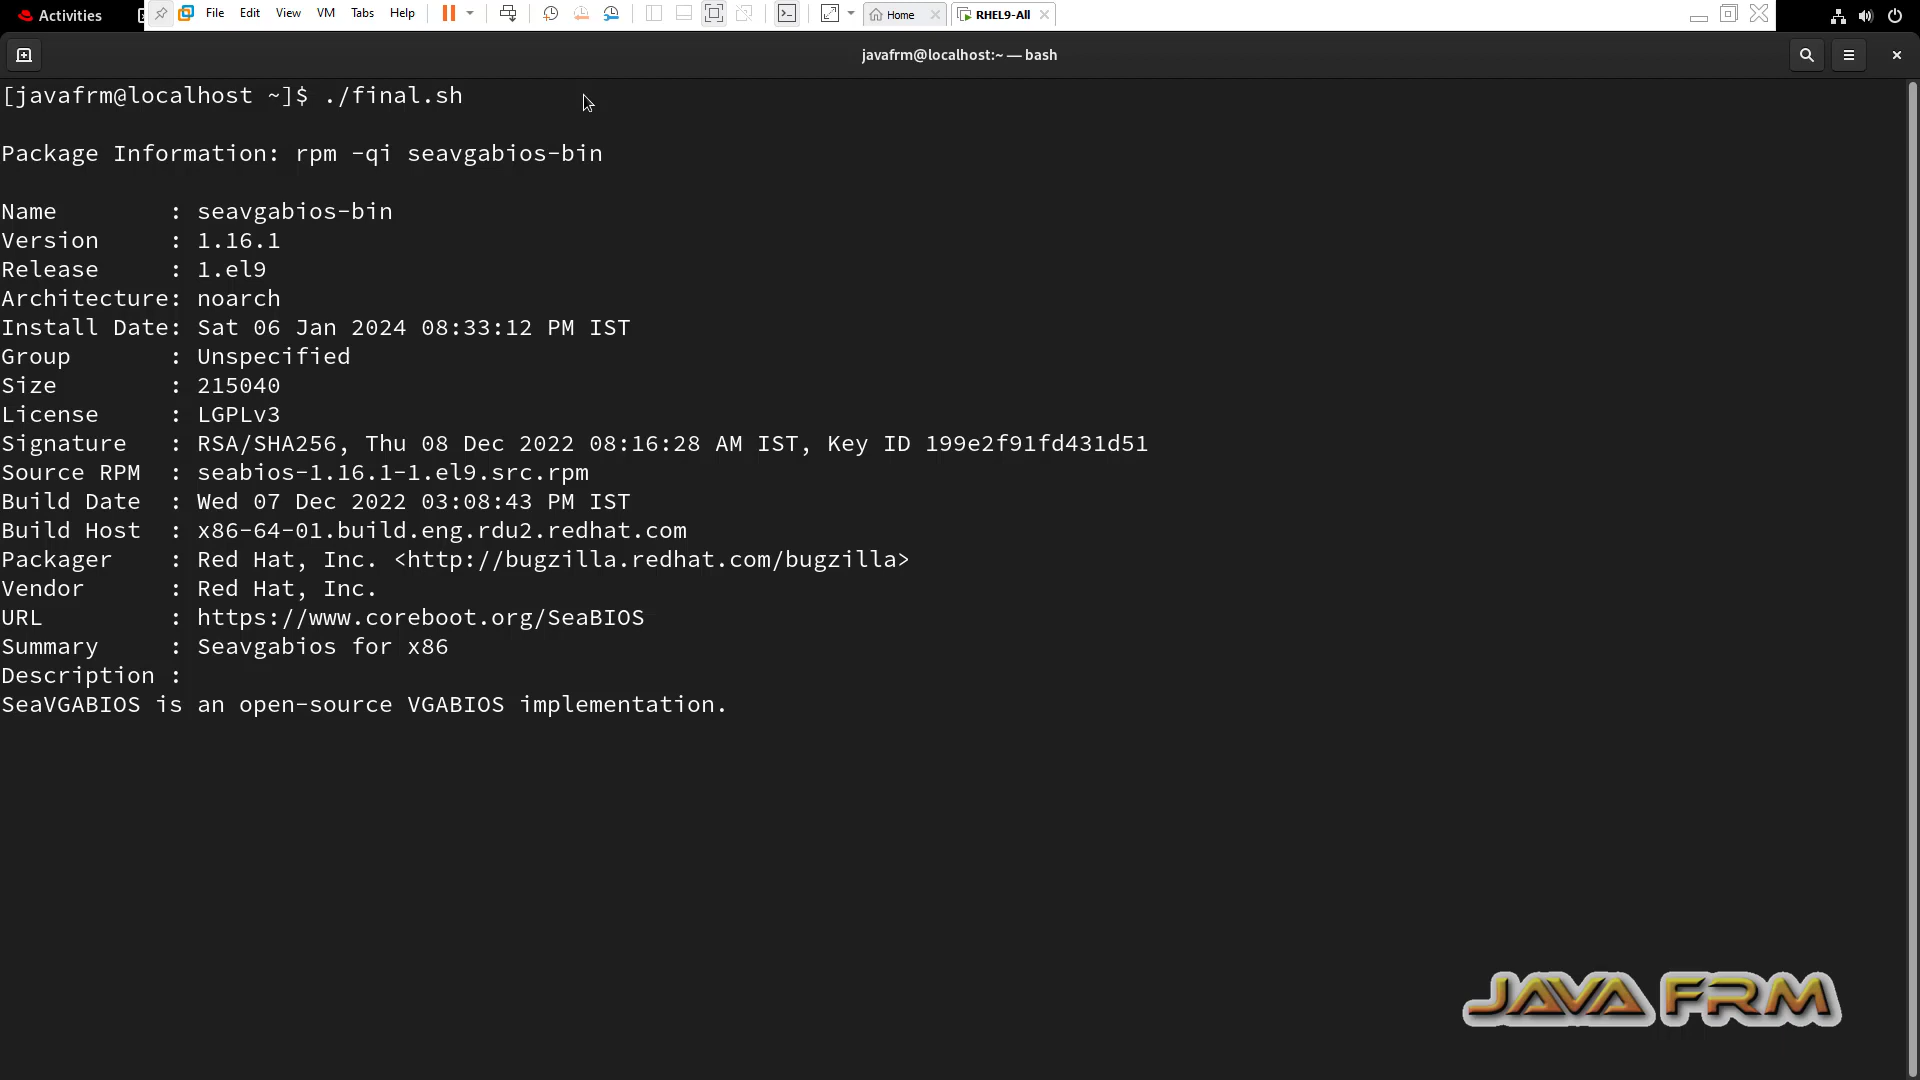 Activities
File Edit View VM Tabs Help
Home
RHEL9-All
javafrm@localhost:~ — bash
[javafrm@localhost ~]$ ./final.sh
Package Information: rpm -qi seavgabios-bin
Name        : seavgabios-bin
Version     : 1.16.1
Release     : 1.el9
Architecture: noarch
Install Date: Sat 06 Jan 2024 08:33:12 PM IST
Group       : Unspecified
Size        : 215040
License     : LGPLv3
Signature   : RSA/SHA256, Thu 08 Dec 2022 08:16:28 AM IST, Key ID 199e2f91fd431d51
Source RPM  : seabios-1.16.1-1.el9.src.rpm
Build Date  : Wed 07 Dec 2022 03:08:43 PM IST
Build Host  : x86-64-01.build.eng.rdu2.redhat.com
Packager    : Red Hat, Inc. <http://bugzilla.redhat.com/bugzilla>
Vendor      : Red Hat, Inc.
URL         : https://www.coreboot.org/SeaBIOS
Summary     : Seavgabios for x86
Description :
SeaVGABIOS is an open-source VGABIOS implementation.
JAVA FRM